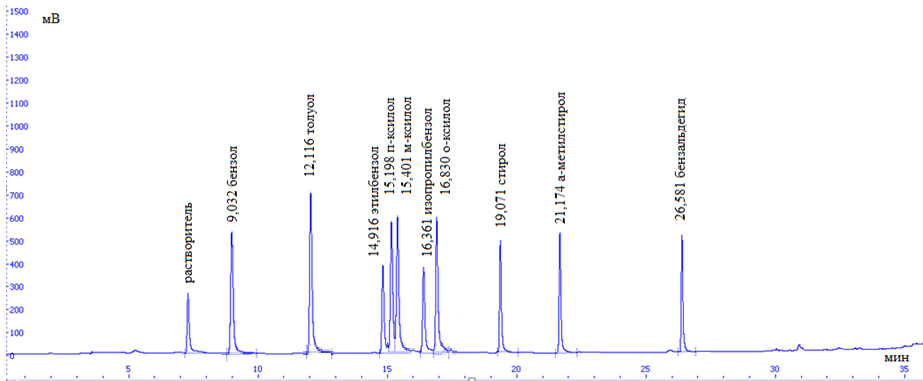 мВ
1500
1400
1300
1200
1100
1000
900
800
700
600
500
400
300
200
100
0
растворитель
9,032 бензол
12,116 толуол
14,916 этилбензол
15,198 п-ксилол
15,401 м-ксилол
16,361 изопропилбензол
16,830 о-ксилол
19,071 стирол
21,174 а-метилстирол
26,581 бензальдегид
5
10
15
20
25
30
35
мин